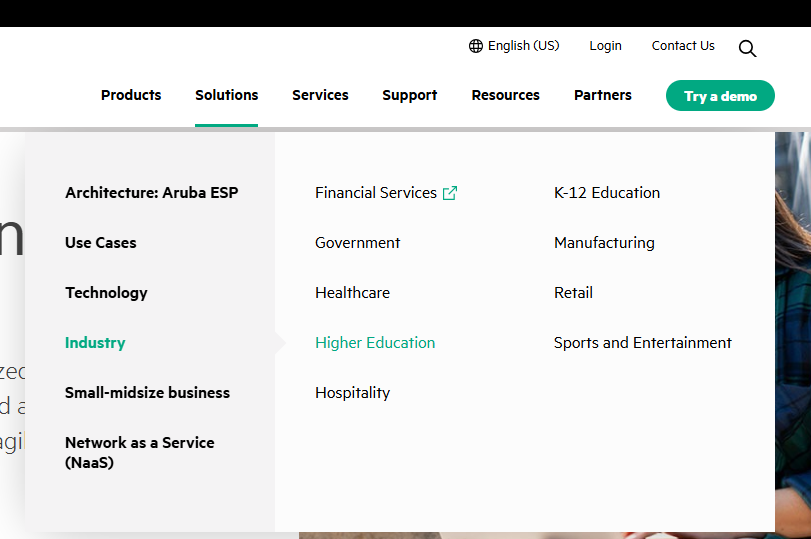 English (US) Login Contact Us
Products Solutions Services Support Resources Partners Try a demo
Architecture: Aruba ESP
Use Cases
Technology
Industry
Small-midsize business
Network as a Service
(NaaS)
Financial Services
Government
Healthcare
Higher Education
Hospitality
K-12 Education
Manufacturing
Retail
Sports and Entertainment